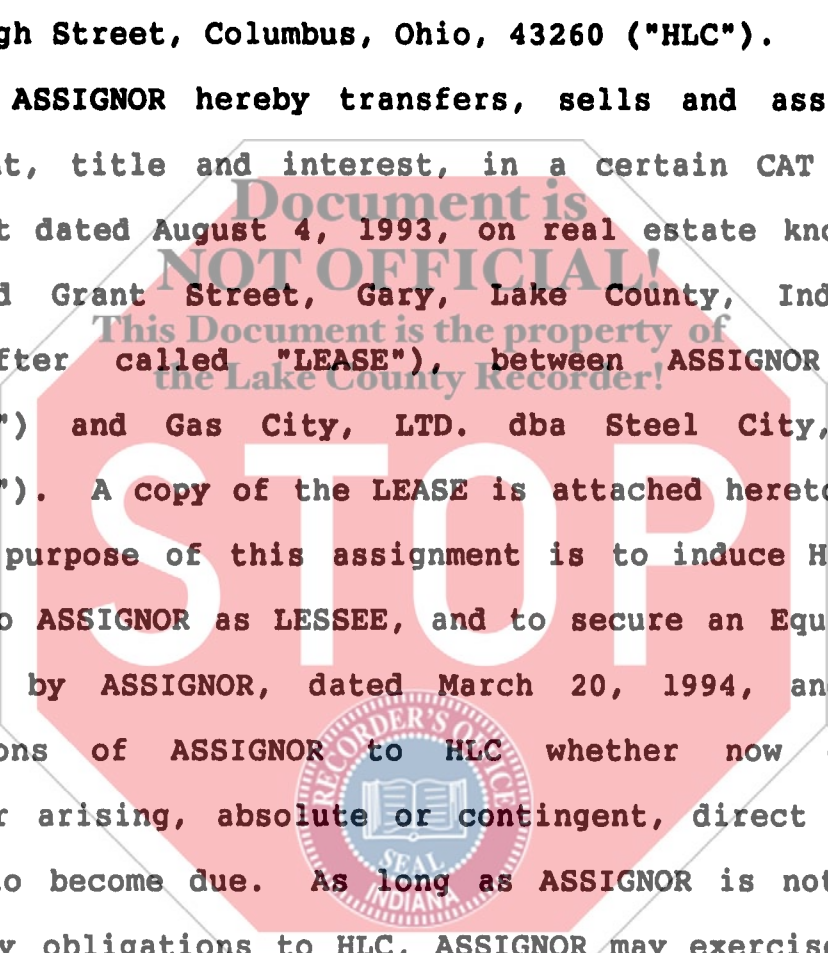 gh Street, Columbus, Ohio, 43260 ("HLC").
ASSIGNOR hereby transfers, sells and ass
t, title and interest, in a certain CAT
Document is
t dated August 4, 1993, on real estate kno
NOT OFFICIAL!
d Grant Street, Gary, Lake County, Ind
This Document is the property of
fter called "LEASE"), between ASSIGNOR
the Lake County Recorder!
") and Gas City, LTD. dba Steel City,
"). A copy of the LEASE is attached hereto
STOP
purpose of this assignment is to induce H
o ASSIGNOR as LESSEE, and to secure an Equ
by ASSIGNOR, dated March 20, 1994, an
ons of ASSIGNOR to HLC whether now
RECORDER'S OFFICE
r arising, absolute or contingent, direct
SEAL
o become due. As long as ASSIGNOR is not
INDIANA
y obligations to HLC, ASSIGNOR may exercise